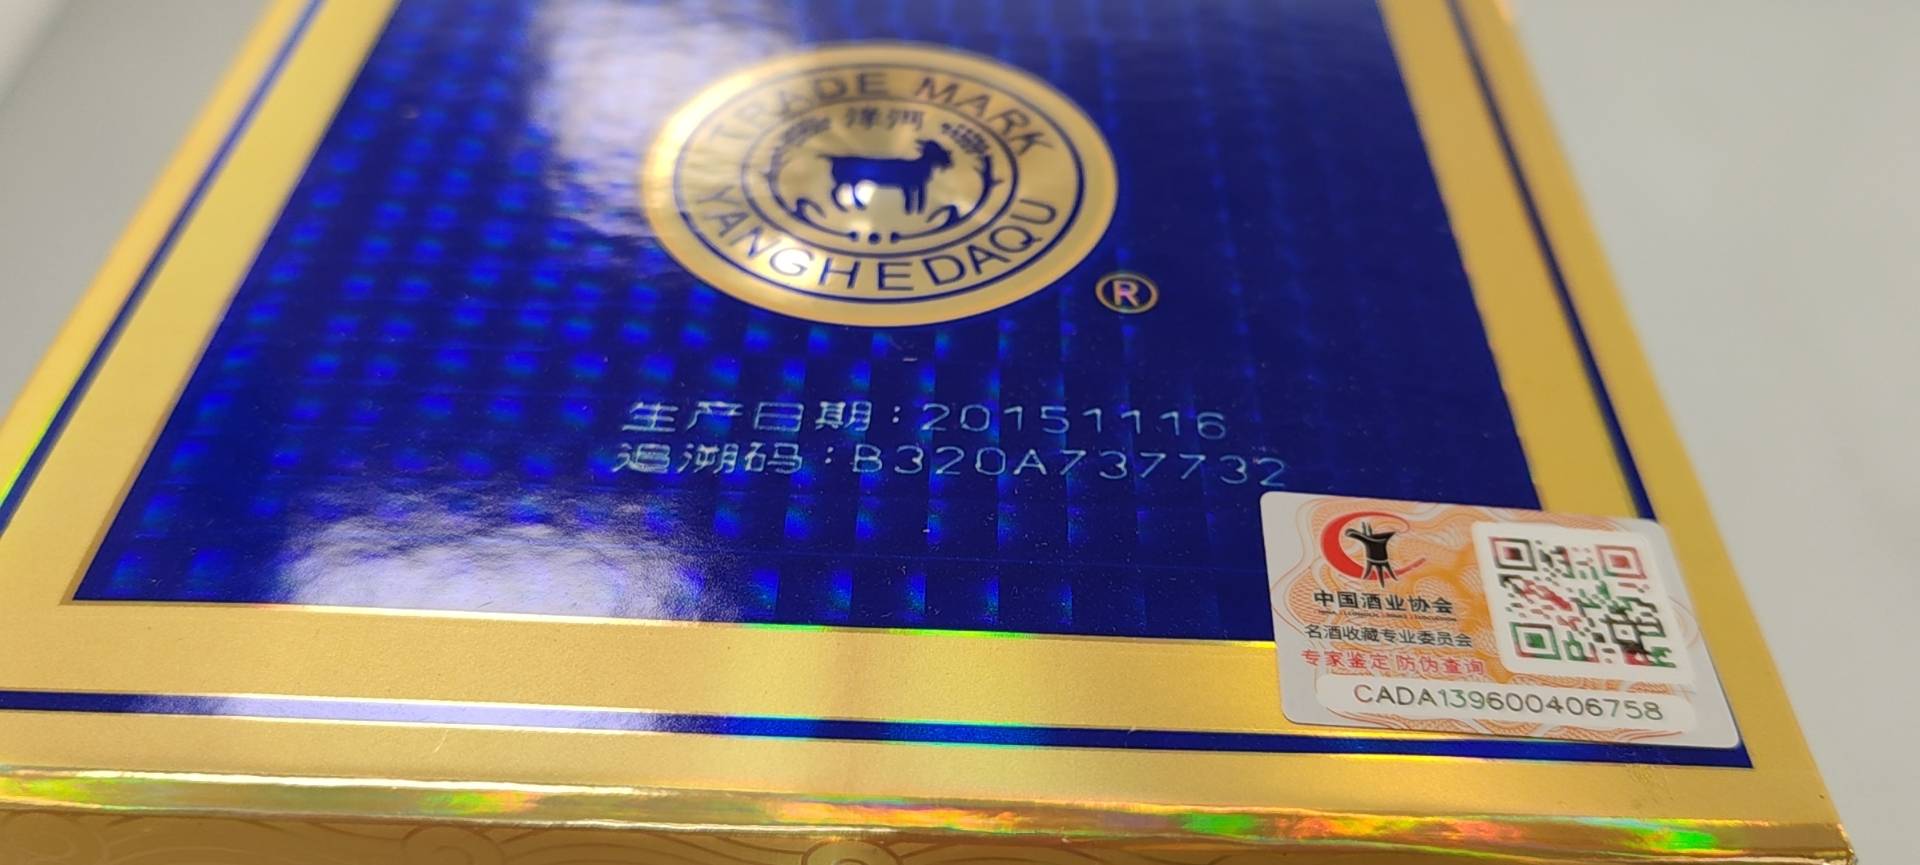 TRADE MARK
洋河
YANGHEDAQU
®
生产日期:20151116
追溯码:B320A737732
中国酒业协会
名酒收藏专业委员会
专家鉴定 防伪查询
CADA139600406758